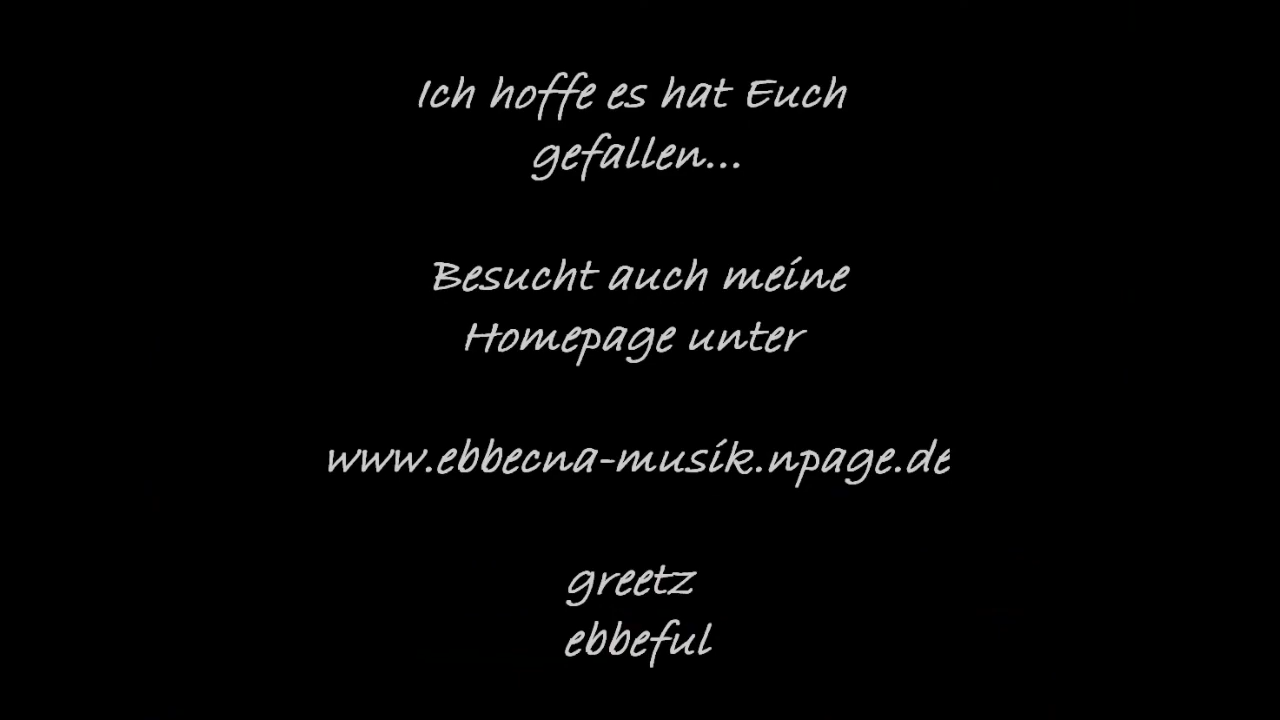 Ich hoffe es hat Euch
gefallen...
Besucht auch meine
Homepage unter
www.ebbecna-musik.npage.de
greetz
ebbeful